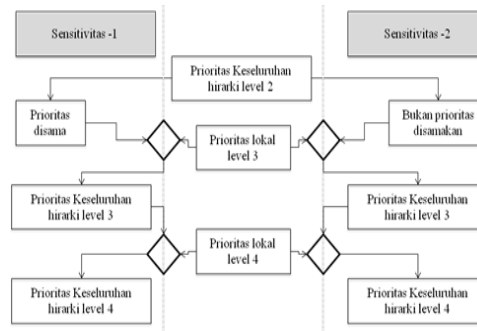 Sensitivitas -1
Sensitivitas -2
Prioritas Keseluruhan
hirarki level 2
Prioritas
disama
Bukan prioritas
disamakan
Prioritas lokal
level 3
Prioritas Keseluruhan
hirarki level 3
Prioritas Keseluruhan
hirarki level 3
Prioritas lokal
level 4
Prioritas Keseluruhan
hirarki level 4
Prioritas Keseluruhan
hirarki level 4